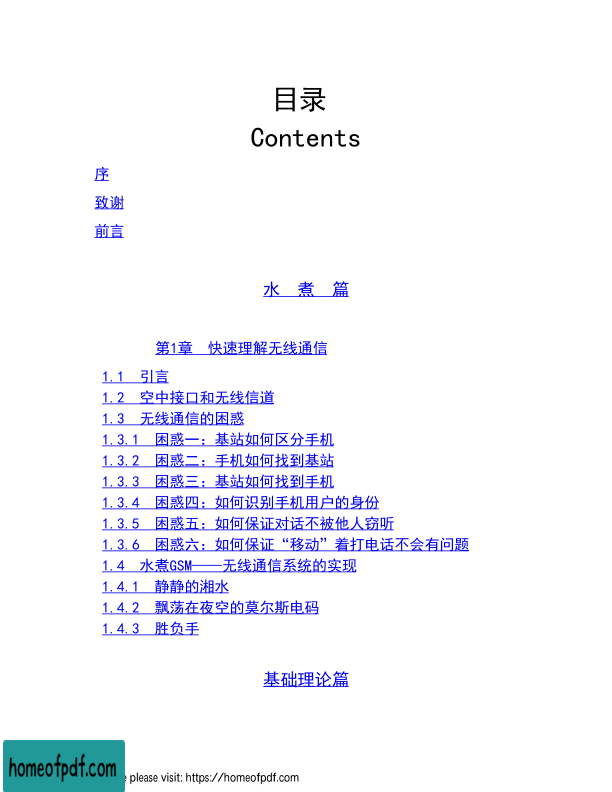 目录
Contents
序
致谢
前言
水　煮　篇
第1章　快速理解无线通信
1.1　引言
1.2　空中接口和无线信道
1.3　无线通信的困惑
1.3.1　困惑一：基站如何区分手机
1.3.2　困惑二：手机如何找到基站
1.3.3　困惑三：基站如何找到手机
1.3.4　困惑四：如何识别手机用户的身份
1.3.5　困惑五：如何保证对话不被他人窃听
1.3.6　困惑六：如何保证“移动”着打电话不会有问题
1.4　水煮GSM——无线通信系统的实现
1.4.1　静静的湘水
1.4.2　飘荡在夜空的莫尔斯电码
1.4.3　胜负手
基础理论篇
homeofpdf.com
please visit: https://homeofpdf.com